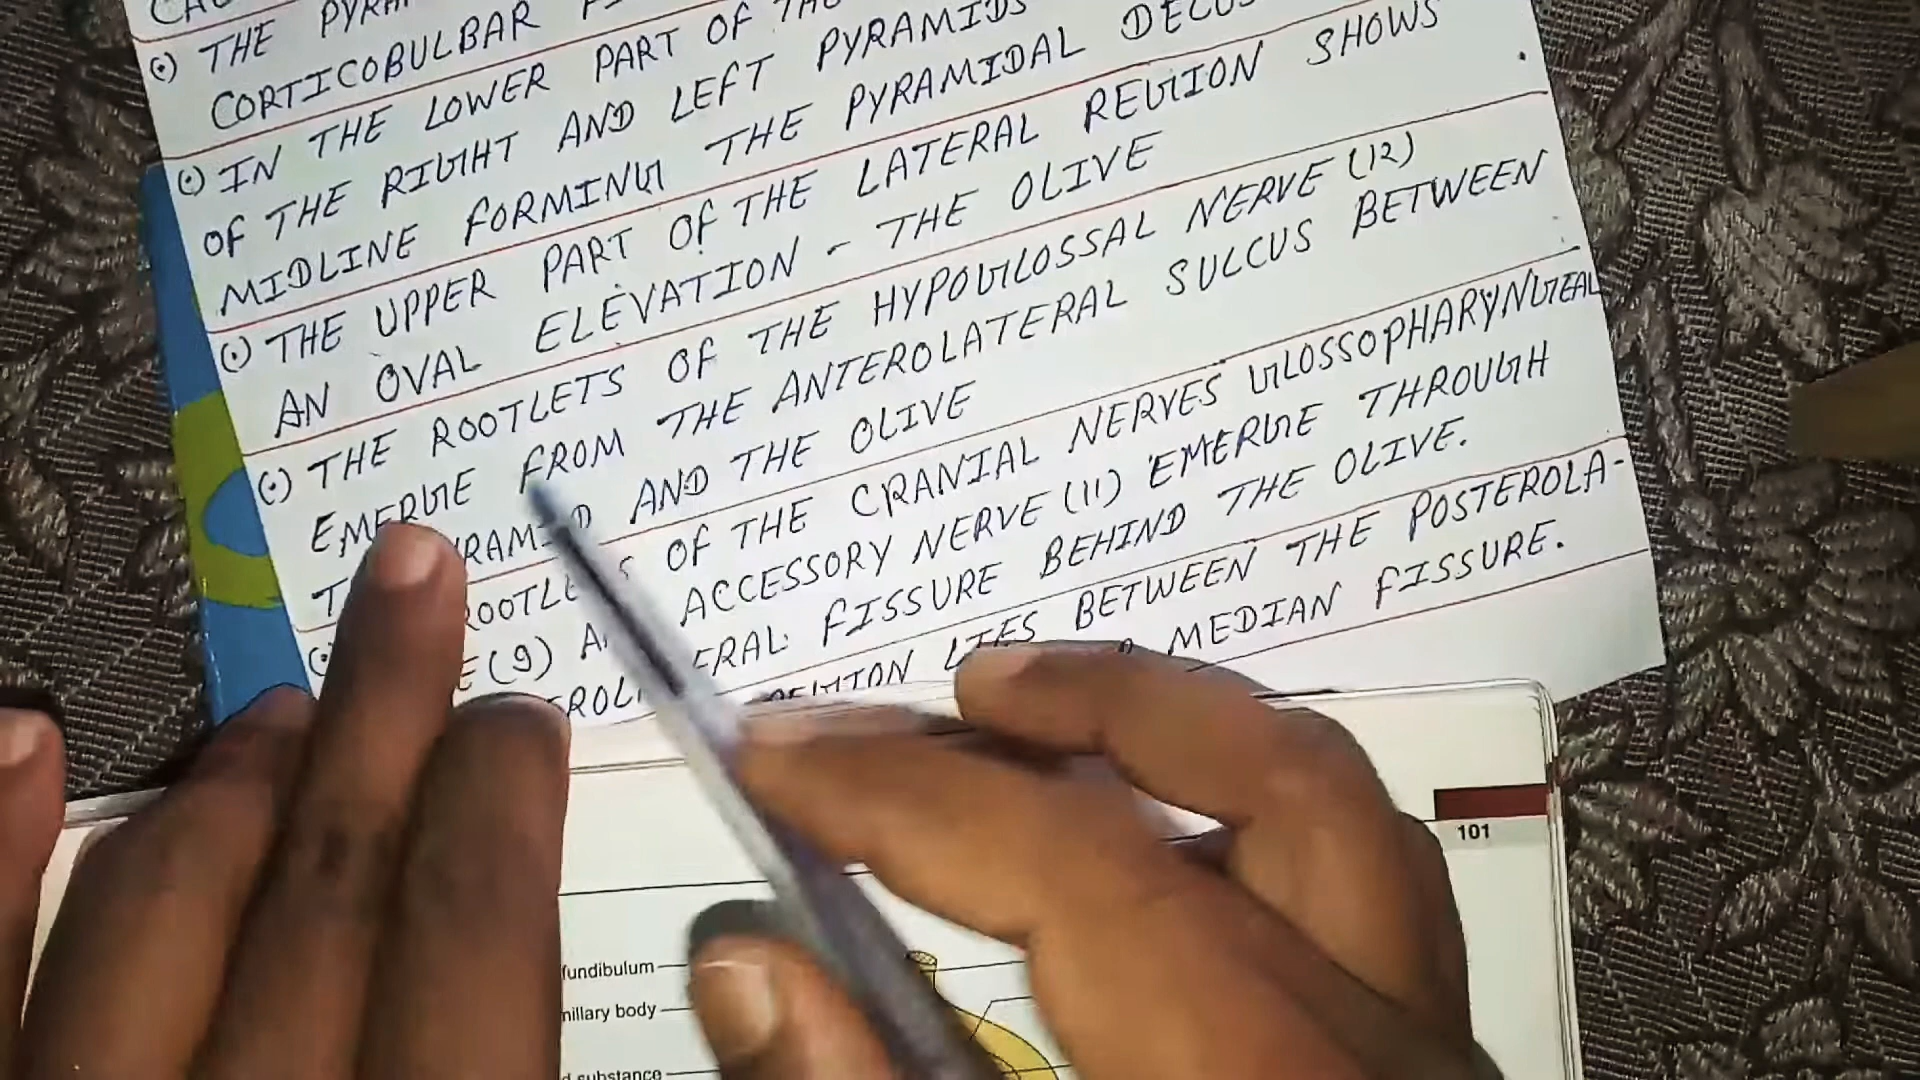 THE
CORTICOBULBAR
IN THE LOWER PART OF
OF THE RIGHT AND LEFT PYRAMIDS
MIDLINE FORMING THE PYRAMIDAL
THE UPPER PART OF THE LATERAL REGION SHOWS
AN OVAL ELEVATION - THE OLIVE
THE ROOTLETS OF THE HYPOGLOSSAL NERVE (12)
EMERGE FROM THE ANTEROLATERAL SULCUS BETWEEN
AND THE OLIVE
OF THE CRANIAL NERVES GLOSSOPHARYNGEAL
(9) ACCESSORY NERVE (11) EMERGE THROUGH
FISSURE BEHIND THE OLIVE.
LIES BETWEEN THE POSTEROLA-
MEDIAN FISSURE.
101
fundibulum
millary body
substance